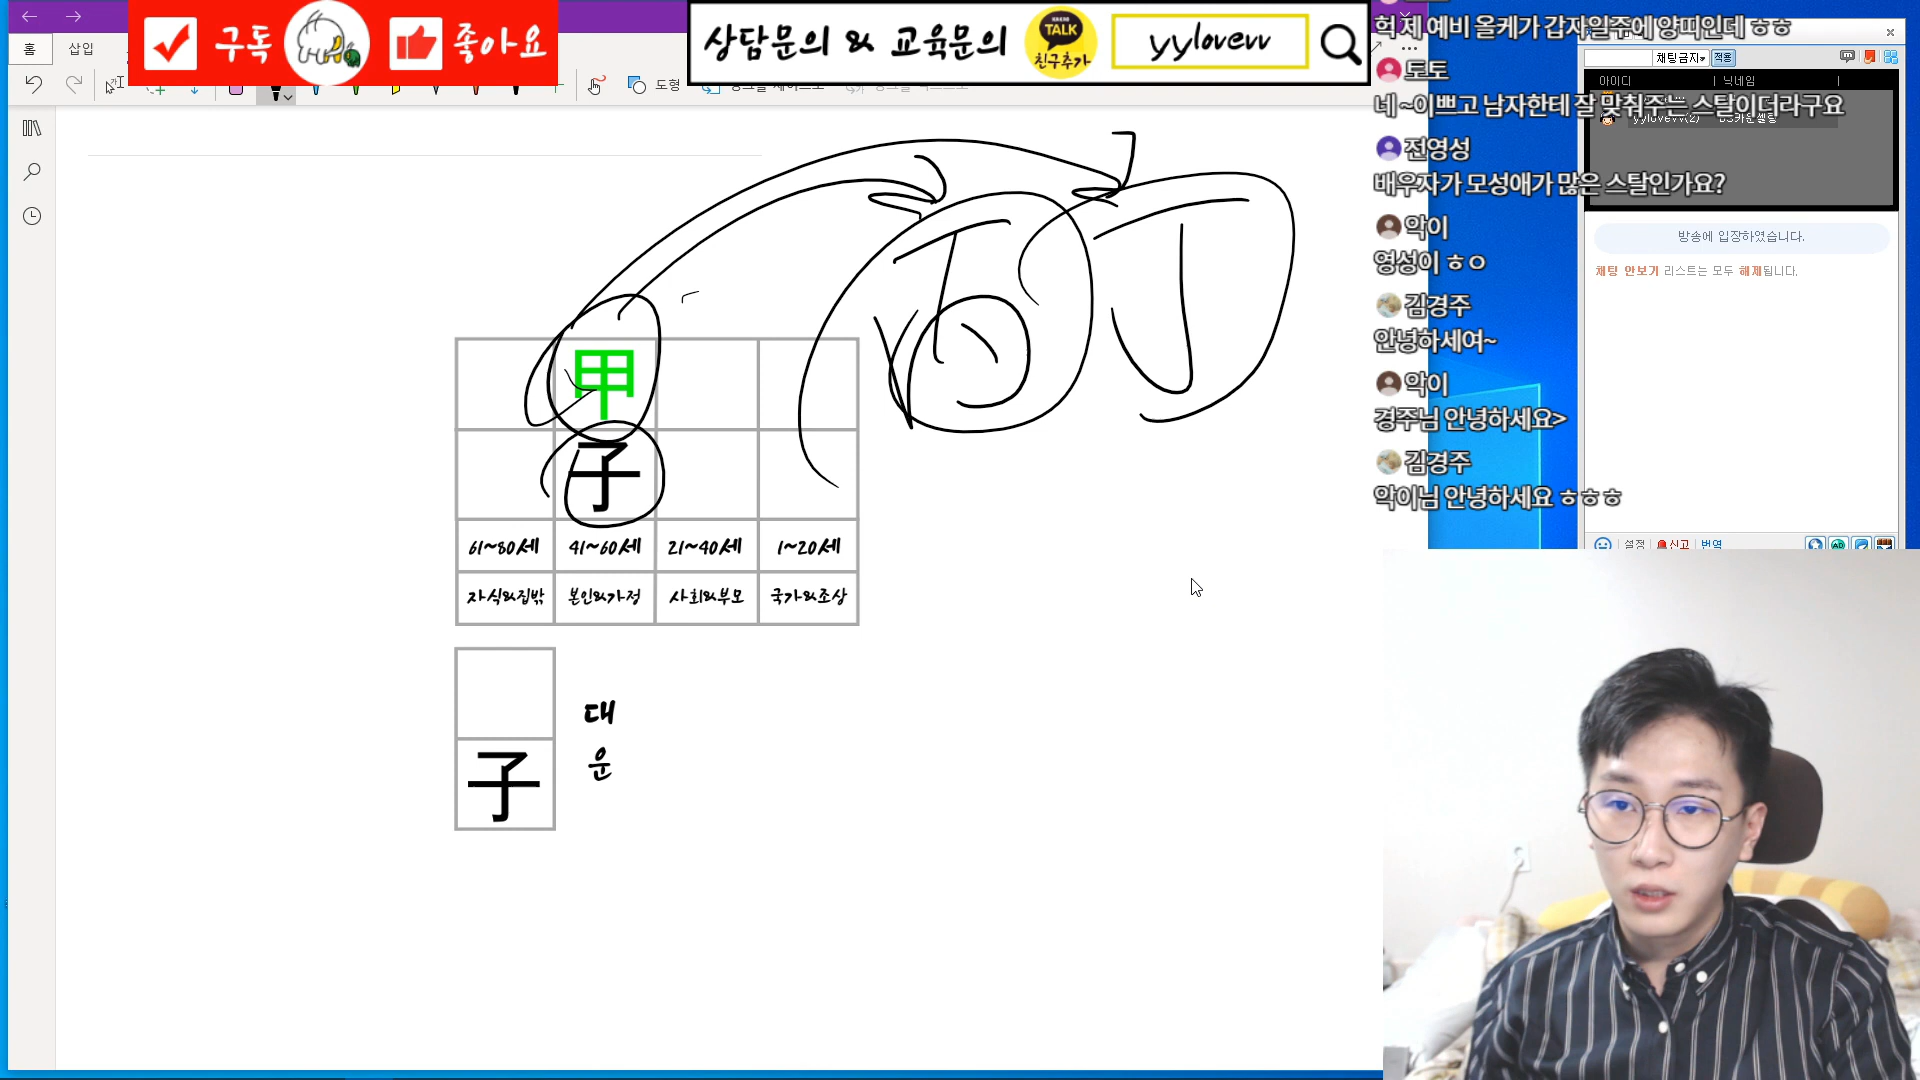 구독
좋아요
상담문의 & 교육문의
TALK
친구추가
yylovevv
홈
삽입
도형
甲
子
61~80세
41~60세
21~40세
1~20세
자식&집밖
본인&가정
사회&부모
국가&조상
子
대
운
헉 제 예비 올케가 갑자일주에 양띠인데 ㅎㅎ
토토
네 ~이쁘고 남자한테 잘 맞춰주는 스탈이더라구요
전영성
배우자가 모성애가 많은 스탈인가요?
악이
영성이 ㅎㅇ
김경주
안녕하세여~
악이
경주님 안녕하세요>
김경주
악이님 안녕하세요 ㅎㅎㅎ
채팅금지
적용
아이디
닉네임
yylovevv(2)
방송에 입장하였습니다.
채팅 안보기 리스트는 모두 해제됩니다.
설정
신고
번역